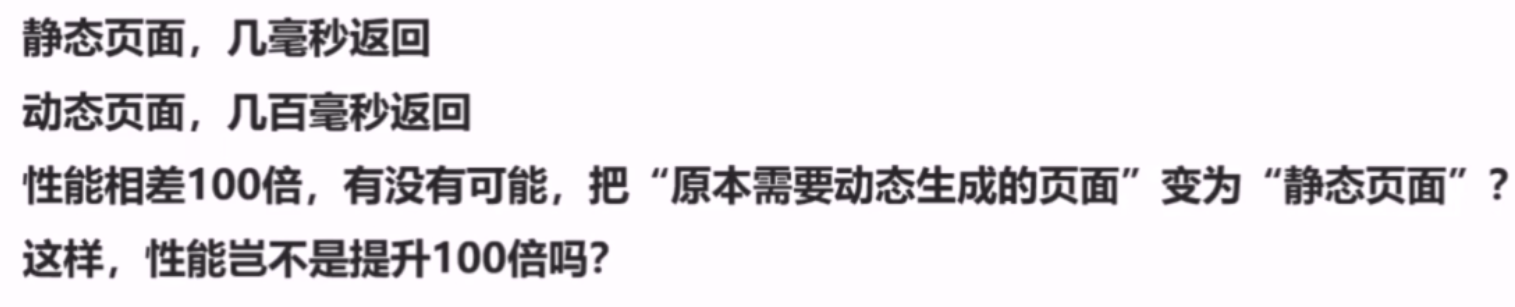 静态页面，几毫秒返回
动态页面，几百毫秒返回
性能相差100倍，有没有可能，把“原本需要动态生成的页面”变为“静态页面”？
这样，性能岂不是提升100倍吗？